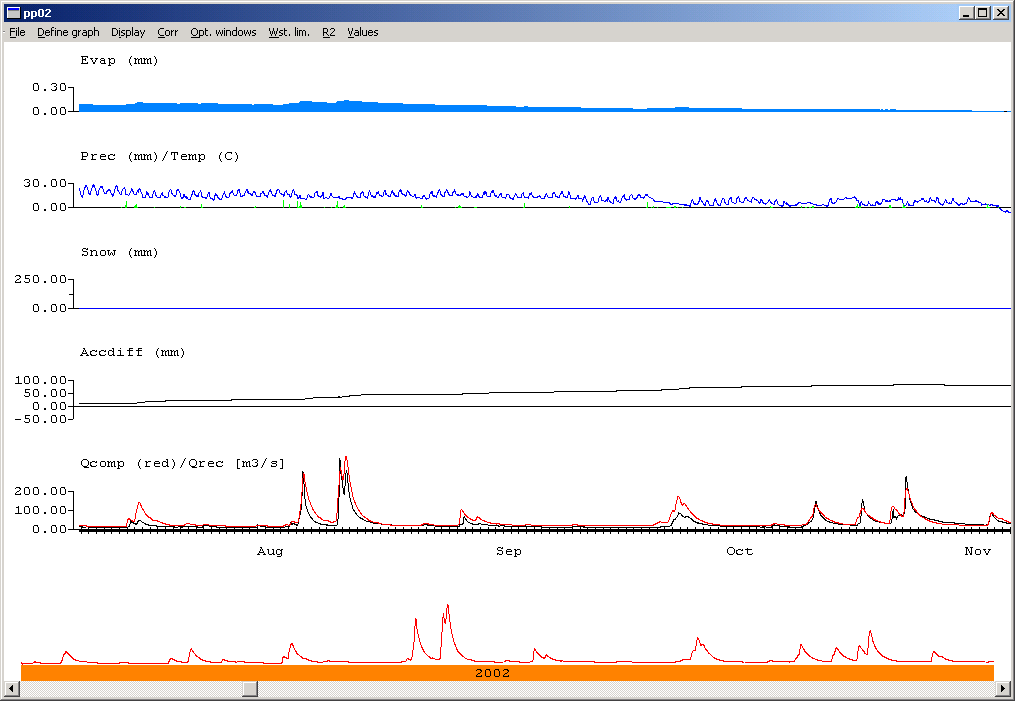 pp02
File Define graph Display Corr Opt. windows Wst. lim. R2 Values
Evap (mm)
0.30
0.00
Prec (mm)/Temp (C)
30.00
0.00
Snow (mm)
250.00
0.00
Accdiff (mm)
100.00
50.00
0.00
-50.00
Qcomp (red)/Qrec [m3/s]
200.00
100.00
0.00
Aug Sep Oct Nov
2002